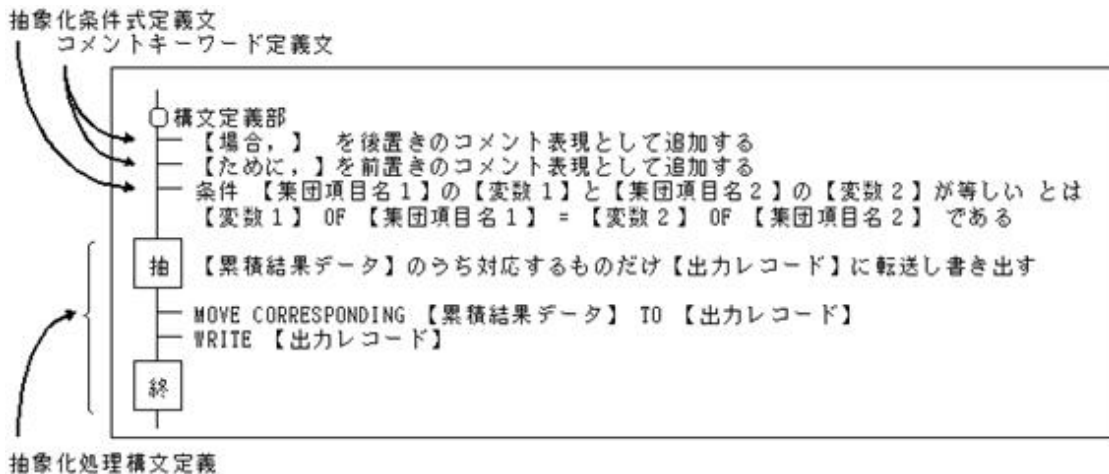 抽象化条件式定義文
コメントキーワード定義文
構文定義部
【場合，】 を後置きのコメント表現として追加する
【ために，】を前置きのコメント表現として追加する
条件 【集団項目名１】の【変数１】と【集団項目名２】の【変数２】が等しい とは
【変数１】 OF 【集団項目名１】 = 【変数２】 OF 【集団項目名２】 である
抽 【累積結果データ】のうち対応するものだけ【出力レコード】に転送し書き出す
MOVE CORRESPONDING 【累積結果データ】 TO 【出力レコード】
WRITE 【出力レコード】
終
抽象化処理構文定義